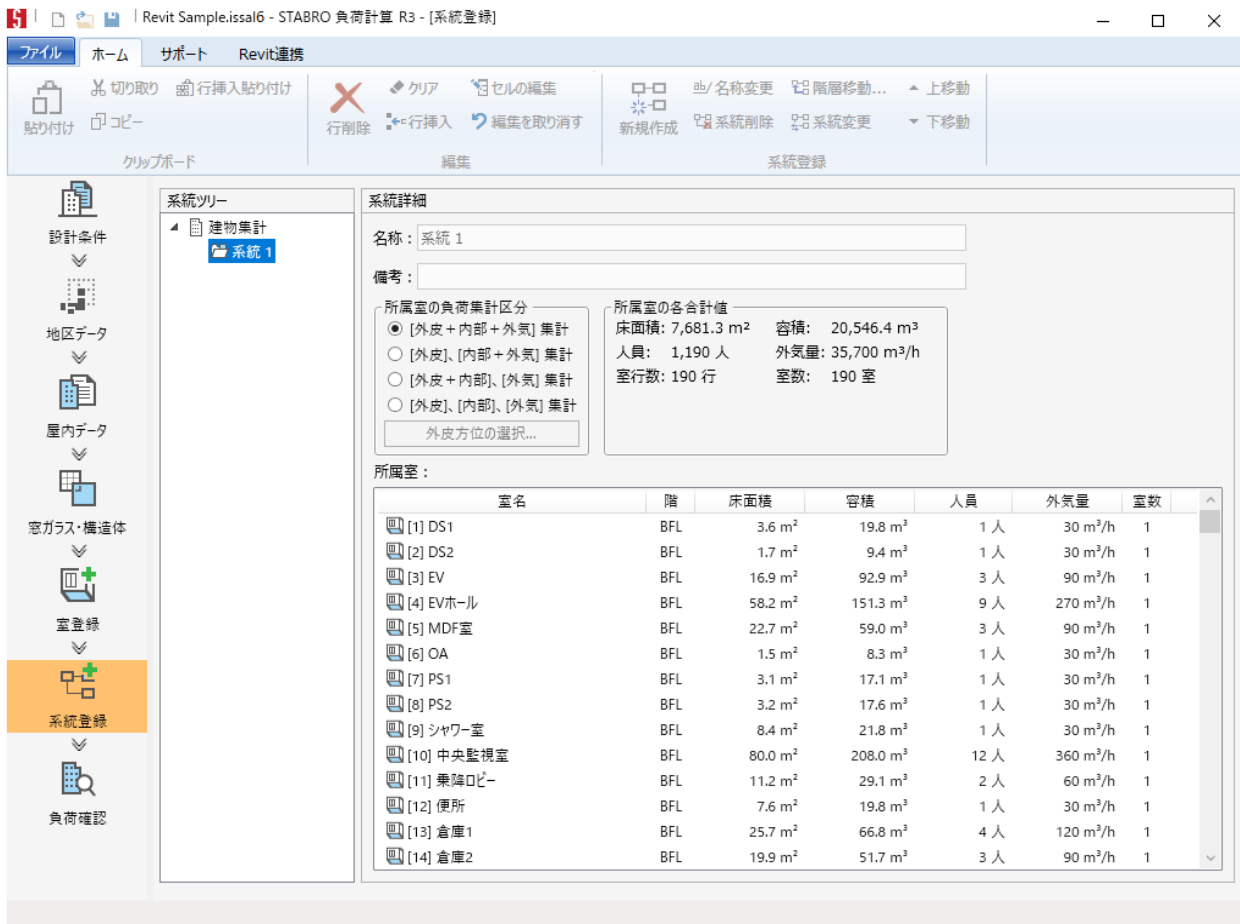 Revit Sample.issal6 - STABRO 負荷計算 R3 - [系統登録]
ファイル ホーム サポート Revit連携
貼り付け 切り取り 行挿入貼り付け コピー
クリップボード
行削除 クリア セルの編集 行挿入 編集を取り消す
編集
新規作成 ab/ 名称変更 階層移動... 上移動
系統削除 系統変更 下移動
系統登録
設計条件
地区データ
屋内データ
窓ガラス・構造体
室登録
系統登録
負荷確認
系統ツリー
建物集計
系統 1
系統詳細
名称： 系統 1
備考：
所属室の負荷集計区分
[外皮＋内部＋外気] 集計
[外皮]、[内部＋外気] 集計
[外皮＋内部]、[外気] 集計
[外皮]、[内部]、[外気] 集計
外皮方位の選択...
所属室の各合計値
床面積: 7,681.3 m² 容積: 20,546.4 m³
人員: 1,190 人 外気量: 35,700 m³/h
室行数: 190 行 室数: 190 室
所属室：
室名 階 床面積 容積 人員 外気量 室数
[1] DS1 BFL 3.6 m² 19.8 m³ 1 人 30 m³/h 1
[2] DS2 BFL 1.7 m² 9.4 m³ 1 人 30 m³/h 1
[3] EV BFL 16.9 m² 92.9 m³ 3 人 90 m³/h 1
[4] EVホール BFL 58.2 m² 151.3 m³ 9 人 270 m³/h 1
[5] MDF室 BFL 22.7 m² 59.0 m³ 3 人 90 m³/h 1
[6] OA BFL 1.5 m² 8.3 m³ 1 人 30 m³/h 1
[7] PS1 BFL 3.1 m² 17.1 m³ 1 人 30 m³/h 1
[8] PS2 BFL 3.2 m² 17.6 m³ 1 人 30 m³/h 1
[9] シャワー室 BFL 8.4 m² 21.8 m³ 1 人 30 m³/h 1
[10] 中央監視室 BFL 80.0 m² 208.0 m³ 12 人 360 m³/h 1
[11] 乗降ロビー BFL 11.2 m² 29.1 m³ 2 人 60 m³/h 1
[12] 便所 BFL 7.6 m² 19.8 m³ 1 人 30 m³/h 1
[13] 倉庫1 BFL 25.7 m² 66.8 m³ 4 人 120 m³/h 1
[14] 倉庫2 BFL 19.9 m² 51.7 m³ 3 人 90 m³/h 1